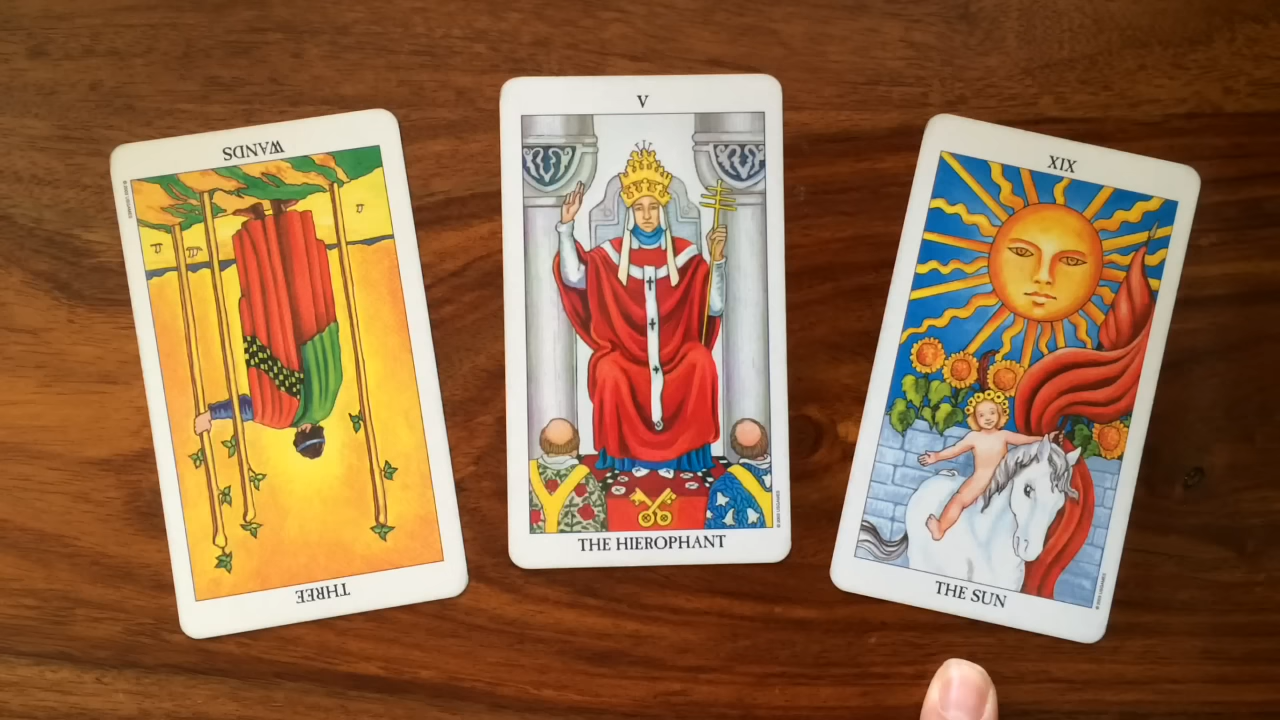 WANDS
THREE
V
THE HIEROPHANT
XIX
THE SUN